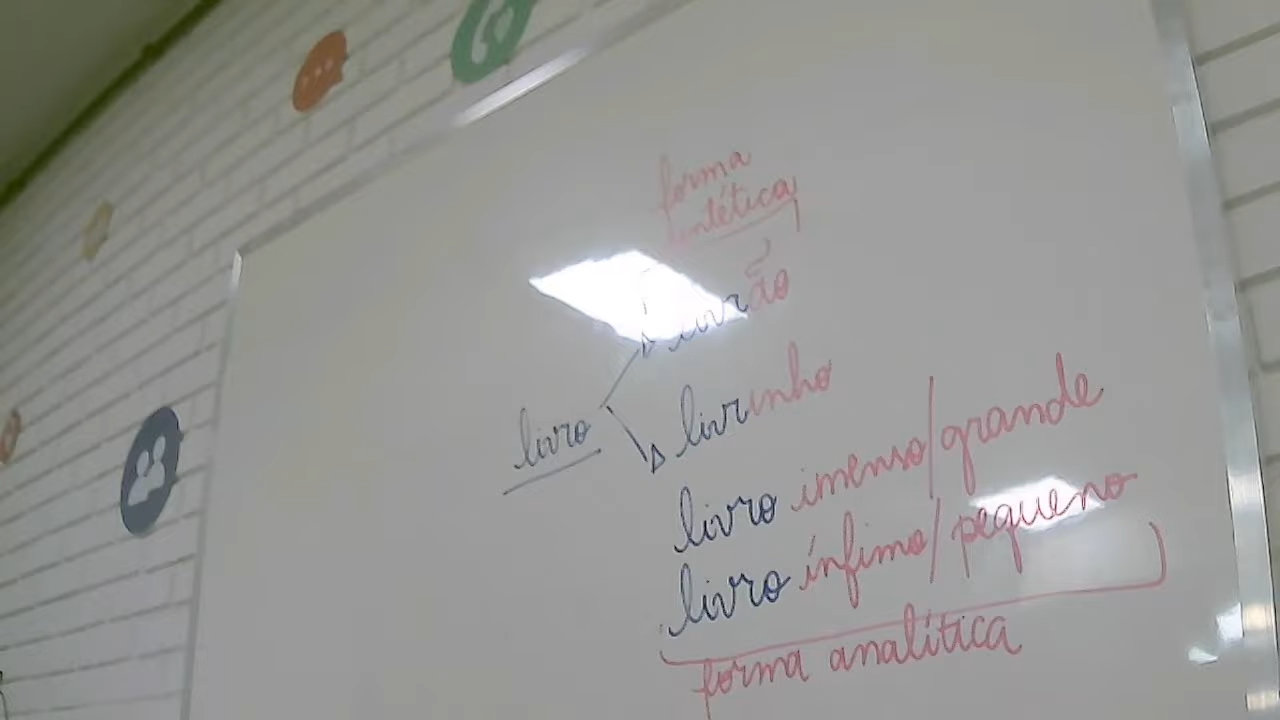 forma
sintética
livrão
livro
livrinho
livro imenso/grande
livro ínfimo/pequeno
forma analítica